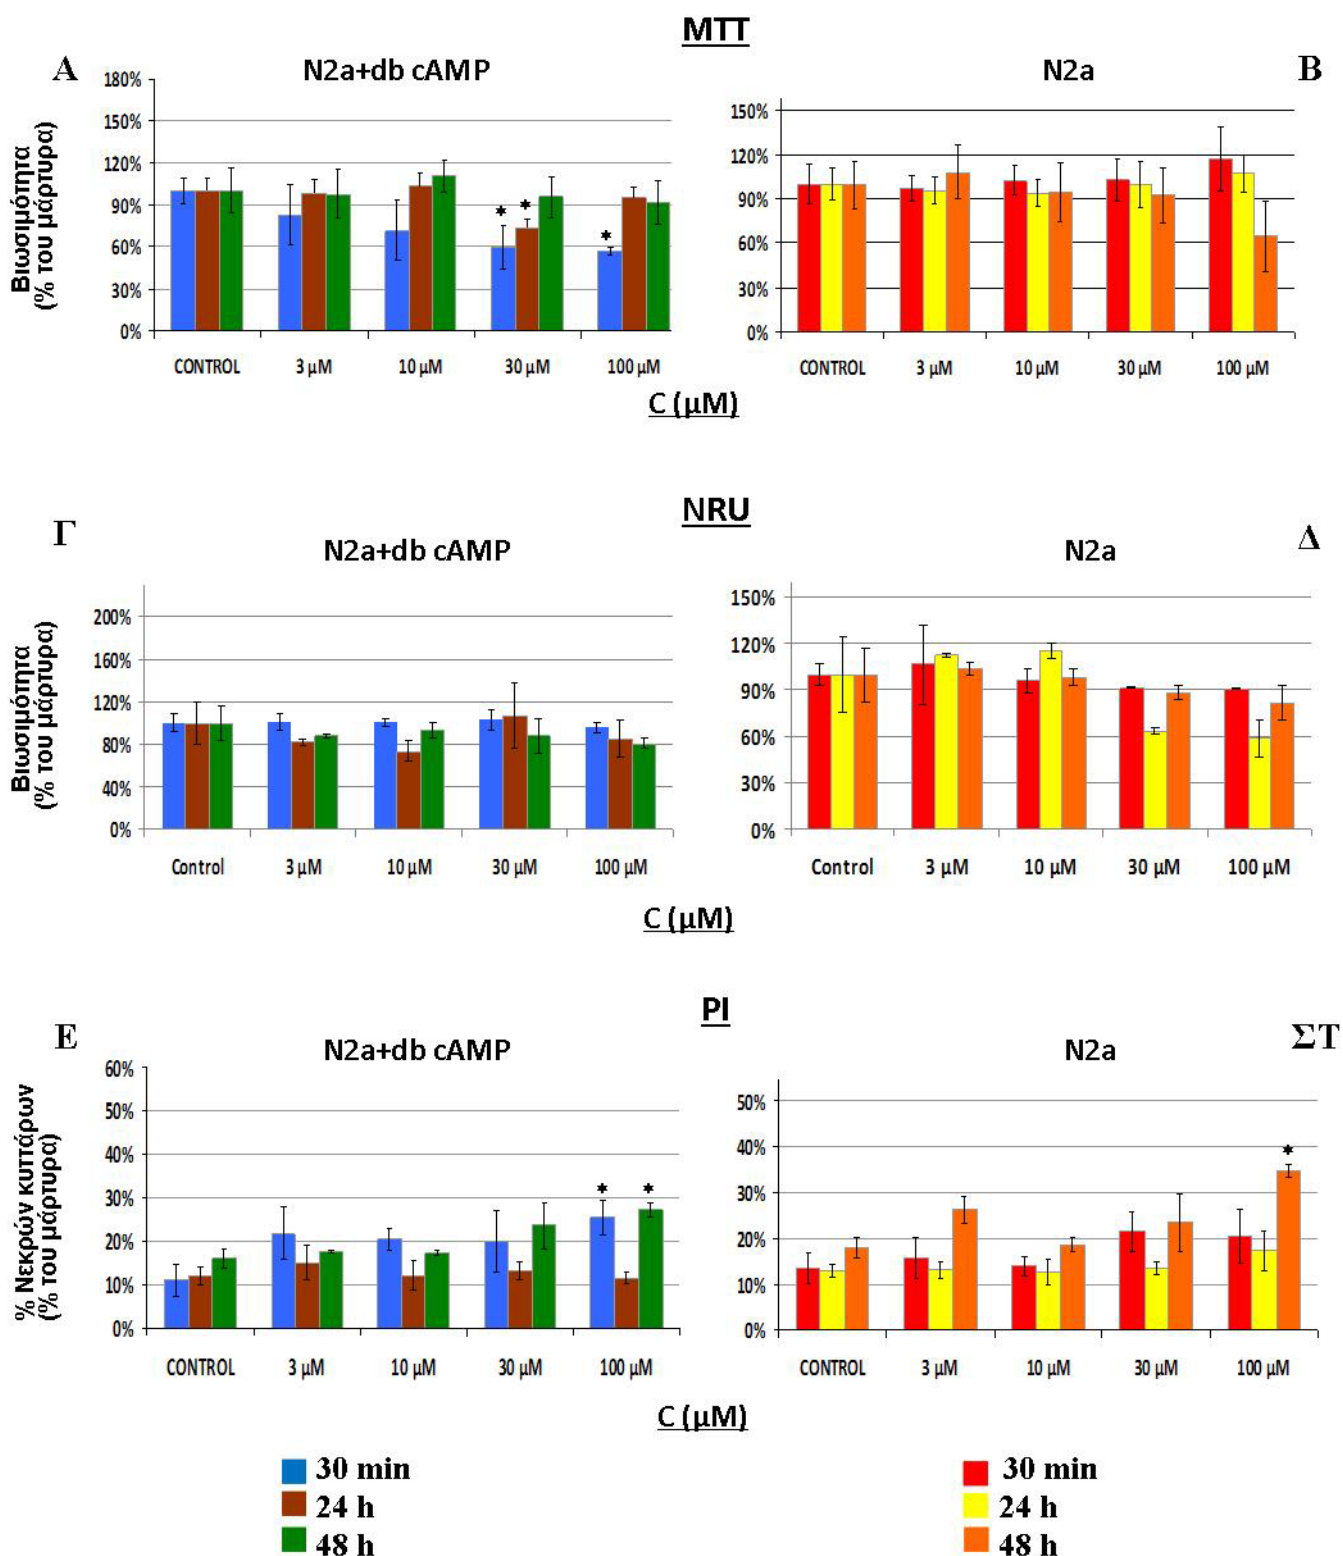 MTT
A
N2a+db cAMP
N2a
B
Βιωσιμότητα
(% του μάρτυρα)
180%
150%
120%
90%
60%
30%
0%
* * *
CONTROL 3 μM 10 μM 30 μM 100 μM
150%
120%
90%
60%
30%
0%
CONTROL 3 μM 10 μM 30 μM 100 μM
C (μM)
NRU
Γ
N2a+db cAMP
N2a
Δ
Βιωσιμότητα
(% του μάρτυρα)
200%
160%
120%
80%
40%
0%
Control 3 μM 10 μM 30 μM 100 μM
150%
120%
90%
60%
30%
0%
Control 3 μM 10 μM 30 μM 100 μM
C (μM)
PI
E
N2a+db cAMP
N2a
ΣΤ
% Νεκρών κυττάρων
(% του μάρτυρα)
60%
50%
40%
30%
20%
10%
0%
* *
CONTROL 3 μM 10 μM 30 μM 100 μM
50%
40%
30%
20%
10%
0%
*
CONTROL 3 μM 10 μM 30 μM 100 μM
C (μM)
30 min
24 h
48 h
30 min
24 h
48 h